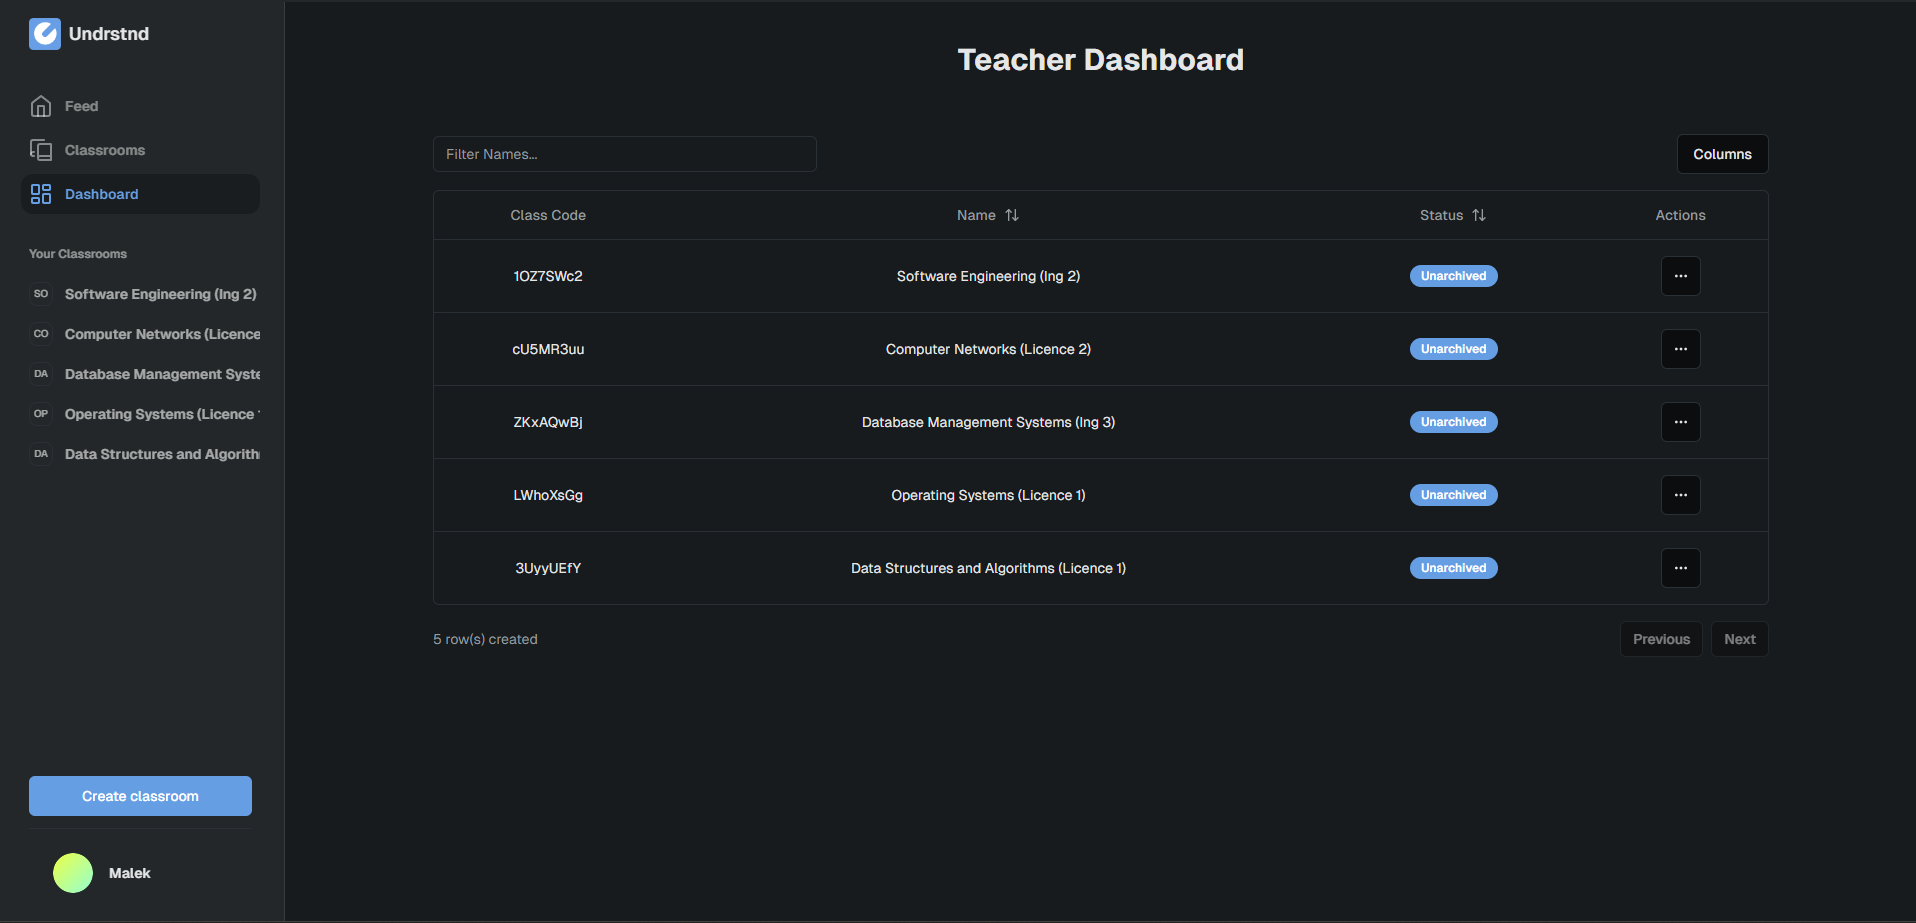 Undrstnd
Feed
Classrooms
Dashboard
Your Classrooms
SO Software Engineering (Ing 2)
CO Computer Networks (Licence
DA Database Management Syste
OP Operating Systems (Licence
DA Data Structures and Algorith
Create classroom
Malek
Teacher Dashboard
Filter Names...
Columns
Class Code Name Status Actions
1OZ7SWc2 Software Engineering (Ing 2) Unarchived ...
cU5MR3uu Computer Networks (Licence 2) Unarchived ...
ZKxAQwBj Database Management Systems (Ing 3) Unarchived ...
LWhoXsGg Operating Systems (Licence 1) Unarchived ...
3UyyUEfY Data Structures and Algorithms (Licence 1) Unarchived ...
5 row(s) created
Previous Next